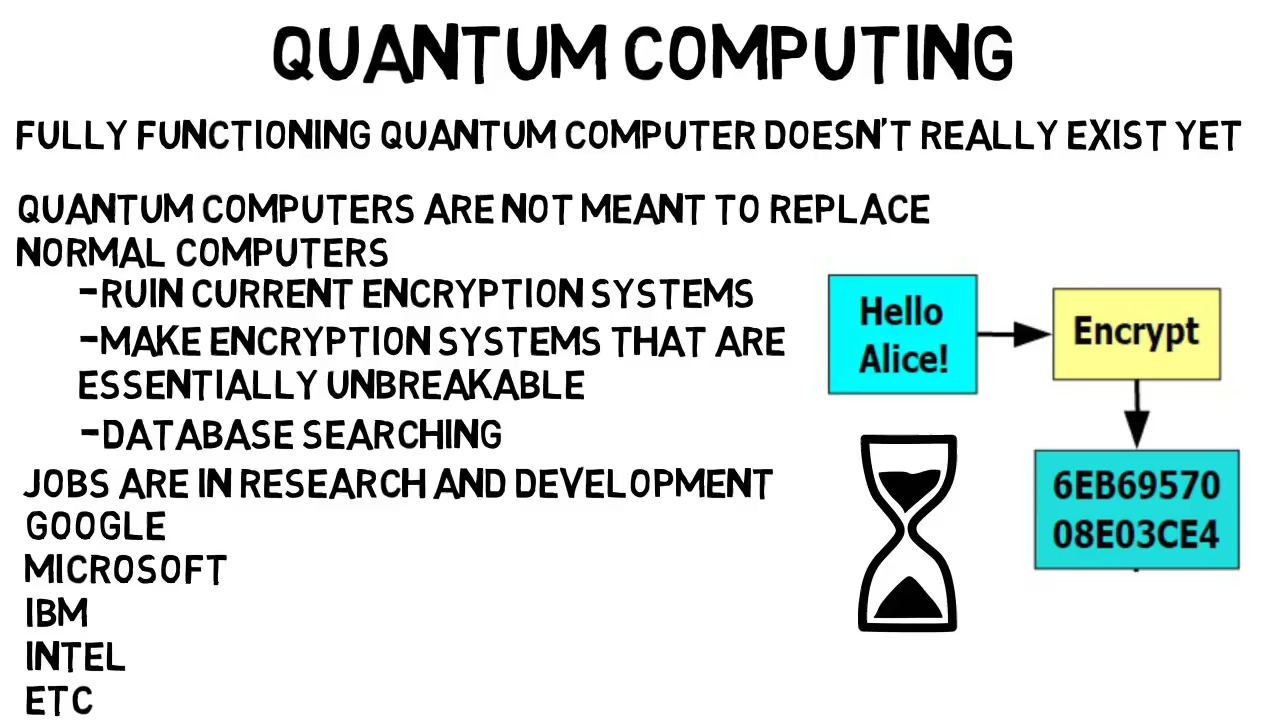 QUANTUM COMPUTING
FULLY FUNCTIONING QUANTUM COMPUTER DOESN'T REALLY EXIST YET
QUANTUM COMPUTERS ARE NOT MEANT TO REPLACE
NORMAL COMPUTERS
-RUIN CURRENT ENCRYPTION SYSTEMS
-MAKE ENCRYPTION SYSTEMS THAT ARE
ESSENTIALLY UNBREAKABLE
-DATABASE SEARCHING
JOBS ARE IN RESEARCH AND DEVELOPMENT
GOOGLE
MICROSOFT
IBM
INTEL
ETC
Hello
Alice!
Encrypt
6EB69570
08E03CE4